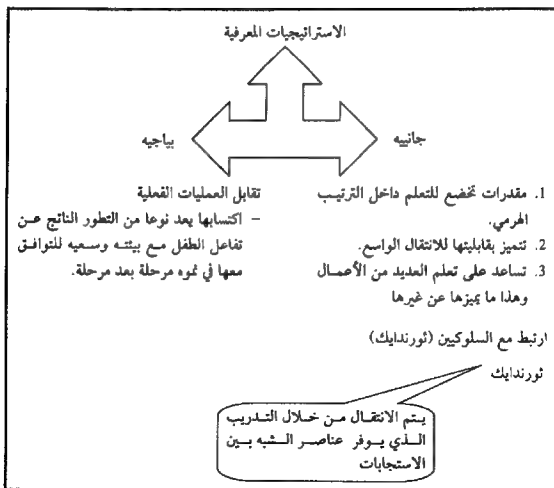 الاستراتيجيات المعرفية
جانييه
بياجيه
1. مقدرات تخضع للتعلم داخل الترتيب
الهرمي.
2. تتميز بقابليتها للانتقال الواسع.
3. تساعد على تعلم العديد من الأعمال
وهذا ما يميزها عن غيرها
تقابل العمليات الفعلية
– اكتسابها يعد نوعا من التطور الناتج عن
تفاعل الطفل مع بيئته وسعيه للتوافق
معها في نموه مرحلة بعد مرحلة.
ارتبط مع السلوكيين (ثورندايك)
ثورندايك
يتم الانتقال من خلال التدريب
الذي يوفر عناصر الشبه بين
الاستجابات